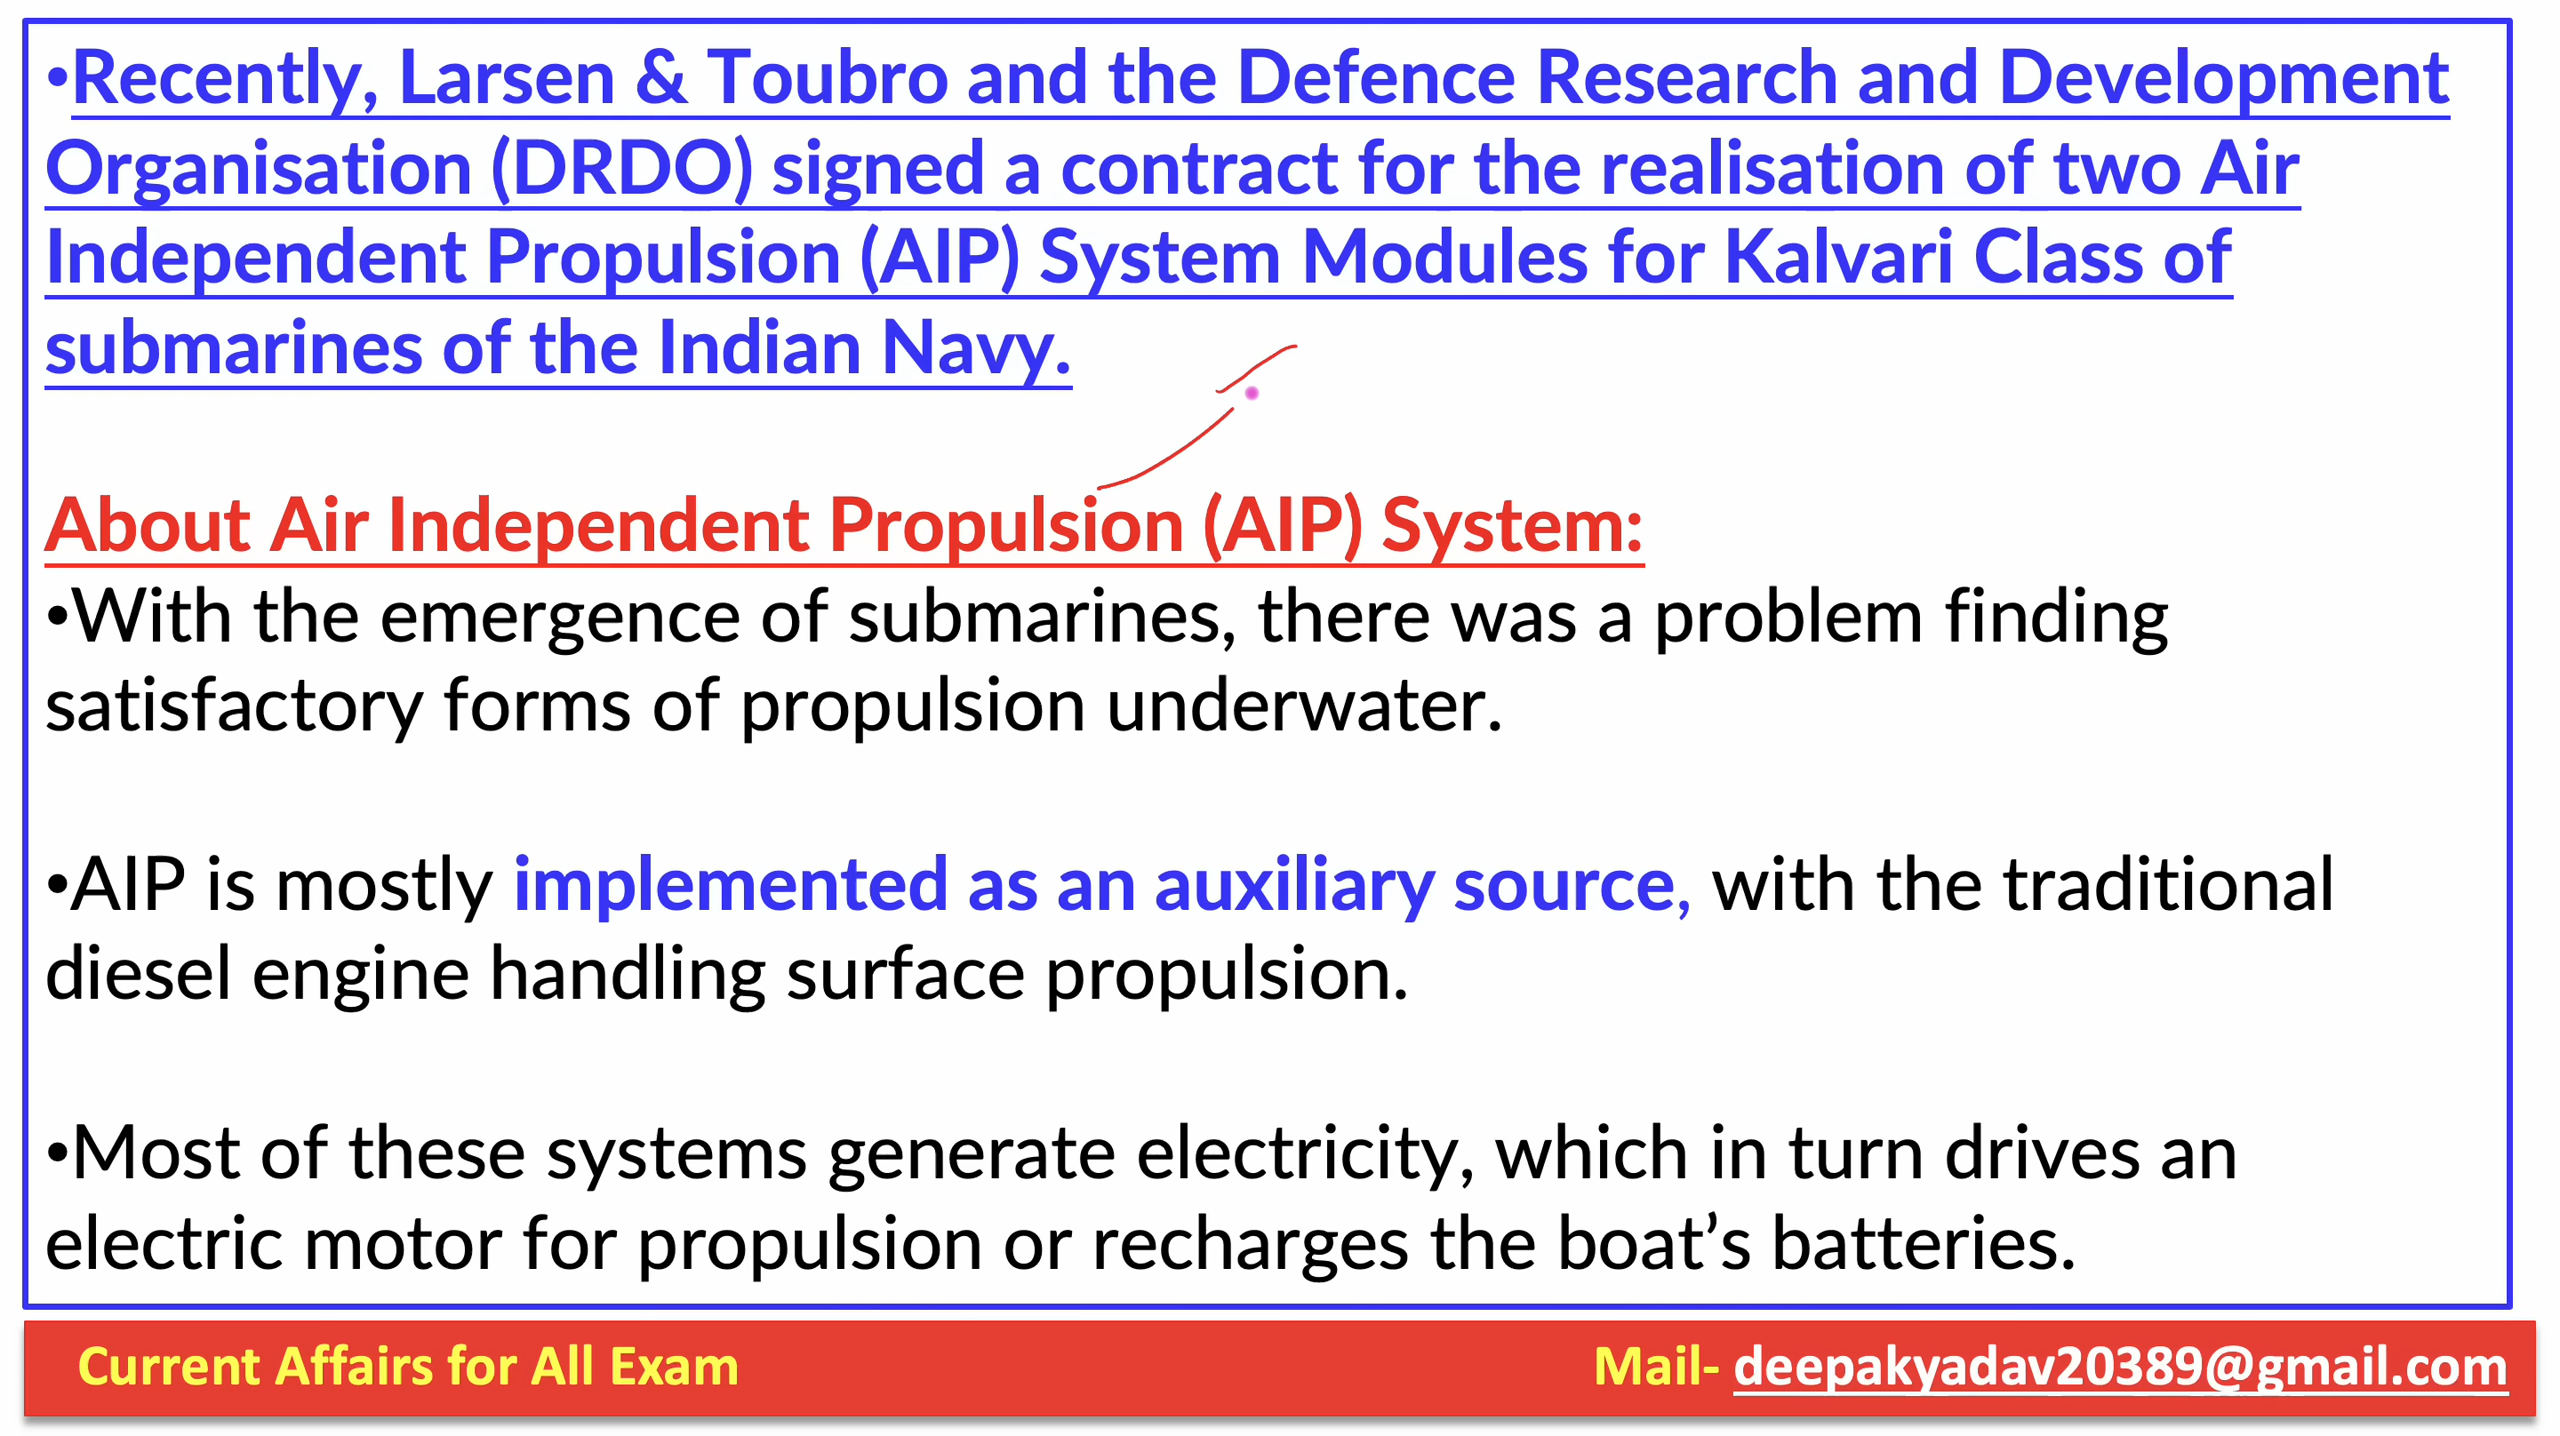 •Recently, Larsen & Toubro and the Defence Research and Development
Organisation (DRDO) signed a contract for the realisation of two Air
Independent Propulsion (AIP) System Modules for Kalvari Class of
submarines of the Indian Navy.
About Air Independent Propulsion (AIP) System:
•With the emergence of submarines, there was a problem finding
satisfactory forms of propulsion underwater.
•AIP is mostly implemented as an auxiliary source, with the traditional
diesel engine handling surface propulsion.
•Most of these systems generate electricity, which in turn drives an
electric motor for propulsion or recharges the boat’s batteries.
Current Affairs for All Exam
Mail- deepakyadav20389@gmail.com